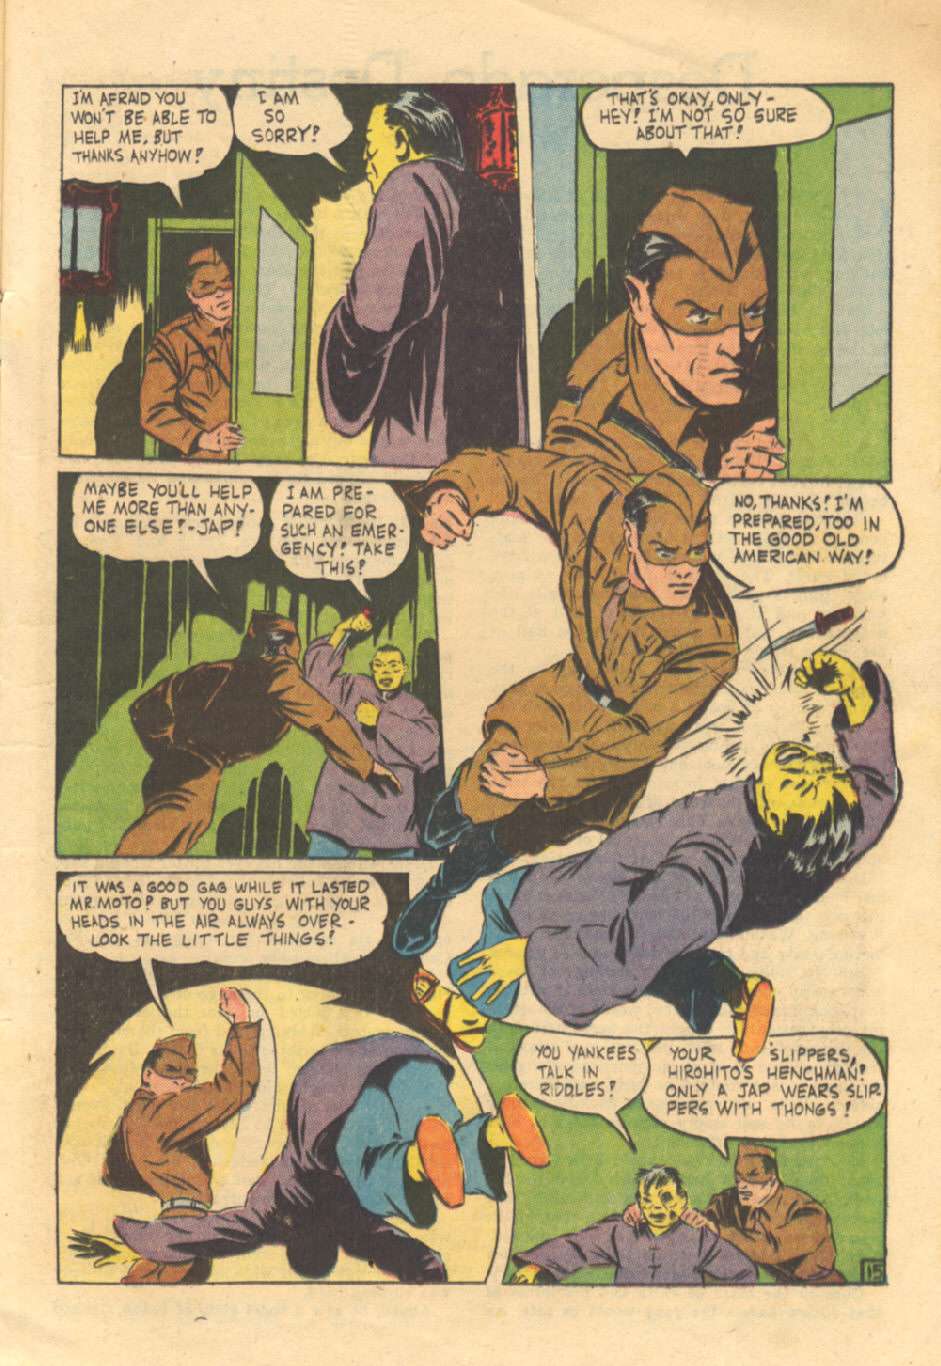 I'M AFRAID YOU
WON'T BE ABLE TO
HELP ME, BUT
THANKS ANYHOW!
I AM
SO
SORRY!
THAT'S OKAY, ONLY-
HEY! I'M NOT SO SURE
ABOUT THAT!
MAYBE YOU'LL HELP
ME MORE THAN ANY-
ONE ELSE!-JAP!
I AM PRE-
PARED FOR
SUCH AN EMER-
GENCY! TAKE
THIS!
NO, THANKS! I'M
PREPARED, TOO IN
THE GOOD OLD
AMERICAN WAY!
IT WAS A GOOD GAG WHILE IT LASTED
MR. MOTO! BUT YOU GUYS WITH YOUR
HEADS IN THE AIR ALWAYS OVER-
LOOK THE LITTLE THINGS!
YOU YANKEES
TALK IN
RIDDLES!
YOUR SLIPPERS,
HIROHITO'S HENCHMAN!
ONLY A JAP WEARS SLIP-
PERS WITH THONGS!
15